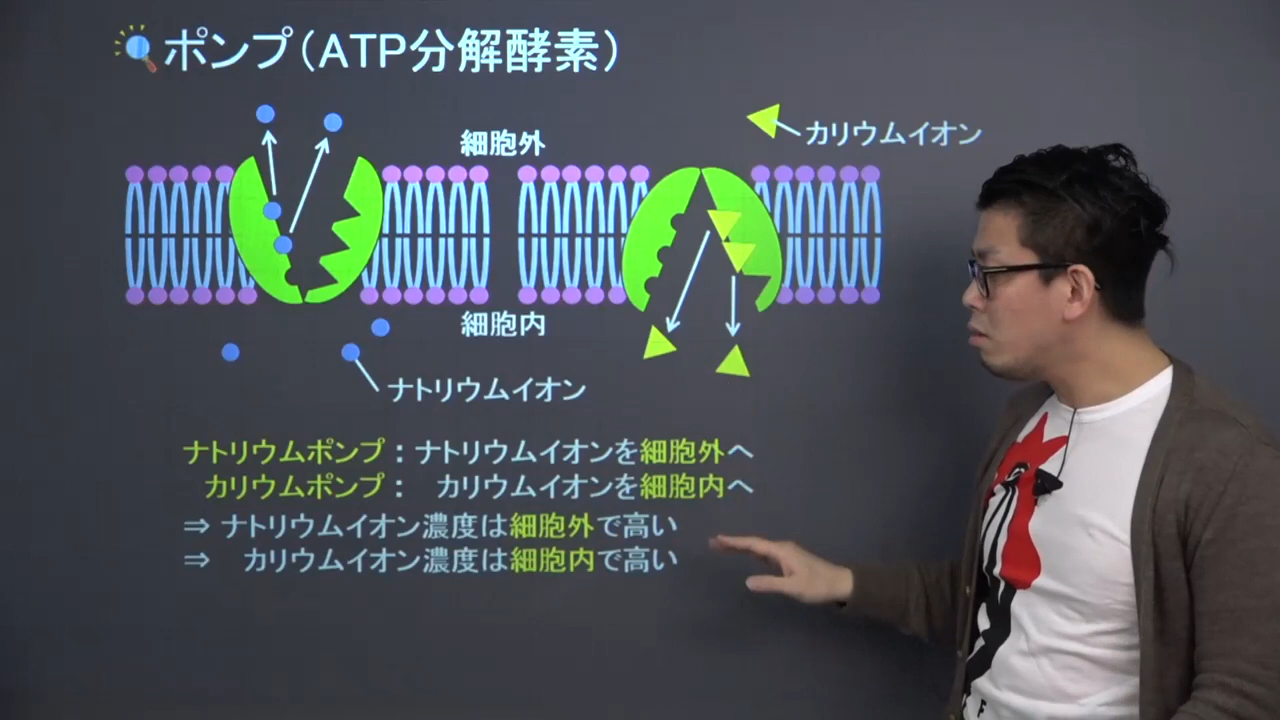 ポンプ(ATP分解酵素)
細胞外
カリウムイオン
細胞内
ナトリウムイオン
ナトリウムポンプ:ナトリウムイオンを細胞外へ
カリウムポンプ: カリウムイオンを細胞内へ
⇒ ナトリウムイオン濃度は細胞外で高い
⇒ カリウムイオン濃度は細胞内で高い
F